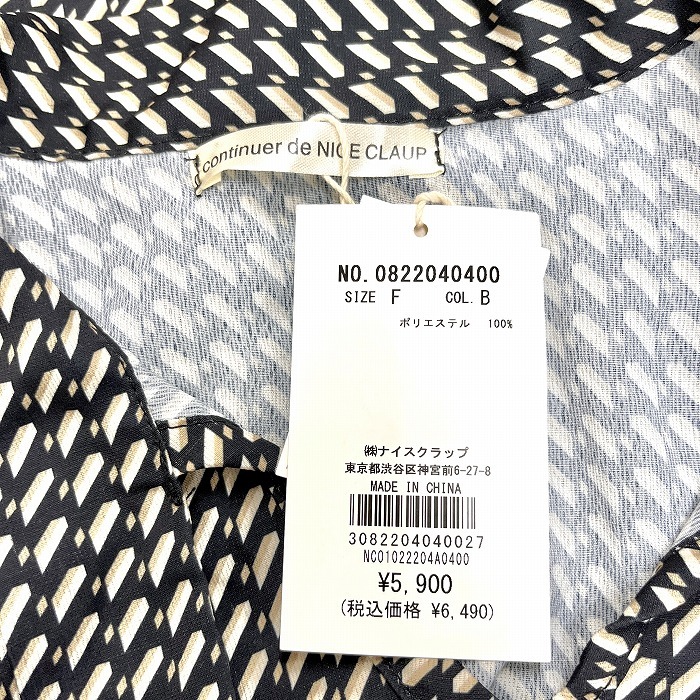 continuer de NICE CLAUP
NO. 0822040400
SIZE F COL. B
ポリエステル 100%
㈱ナイスクラップ
東京都渋谷区神宮前6-27-8
MADE IN CHINA
3082204040027
NC01022204A0400
¥5,900
(税込価格 ¥6,490)